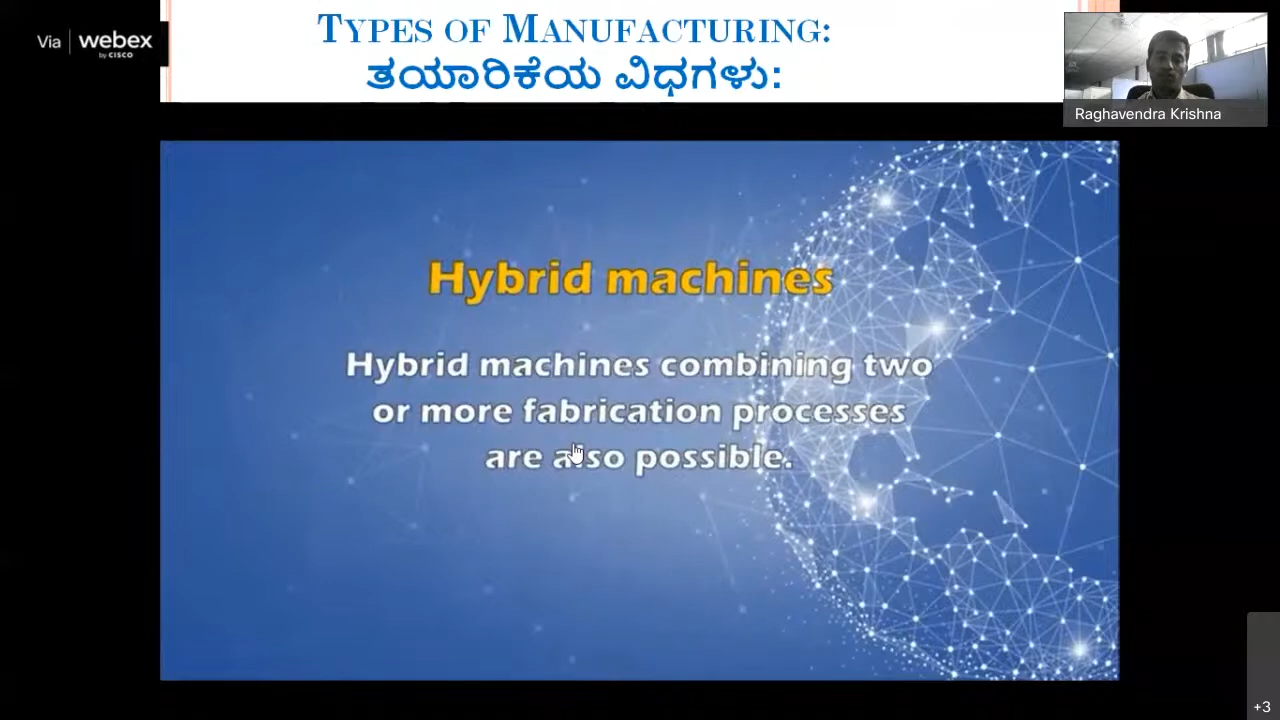 Via webex
by CISCO
TYPES OF MANUFACTURING:
ತಯಾರಿಕೆಯ ವಿಧಗಳು:
Raghavendra Krishna
Hybrid machines
Hybrid machines combining two
or more fabrication processes
are also possible.
+3